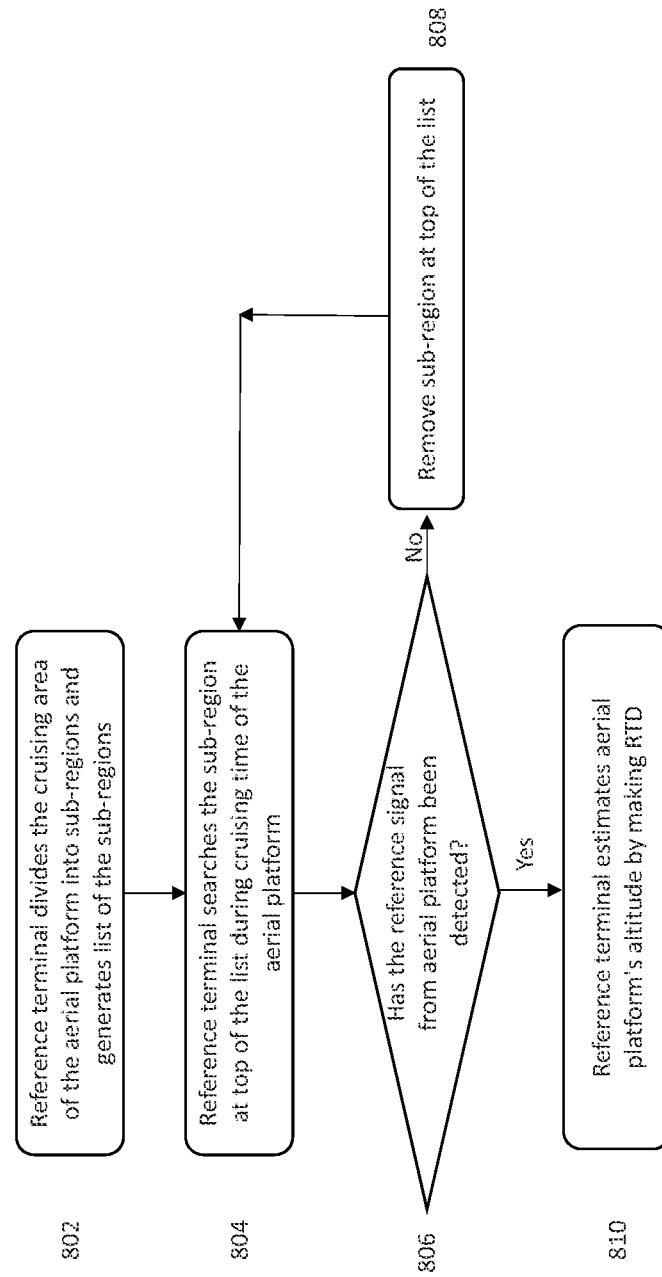 802
Reference terminal divides the cruising area
of the aerial platform into sub-regions and
generates list of the sub-regions
804
Reference terminal searches the sub-region
at top of the list during cruising time of the
aerial platform
806
Has the reference signal
from aerial platform been
detected?
No
Remove sub-region at top of the list
808
Yes
810
Reference terminal estimates aerial
platform's altitude by making RTD